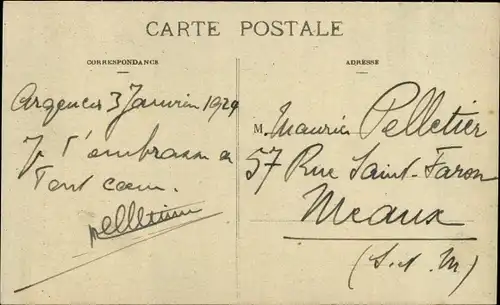 CARTE POSTALE
CORRESPONDANCE
ADRESSE
Argences 3 Janvier 1929
Je t'embrasse de
Tout cœur.
Pelletier
M. Maurice Pelletier
57 Rue Saint-Faron
Meaux
(S. et M)